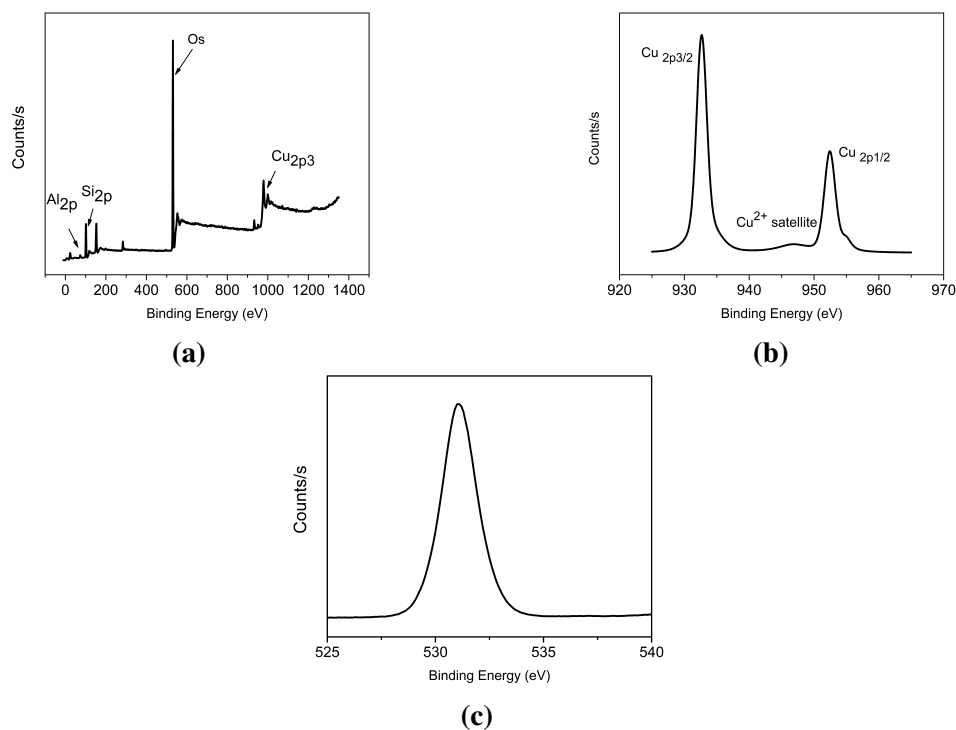 Os
Cu2p3
Al2p
Si2p
Counts/s
0 200 400 600 800 1000 1200 1400
Binding Energy (eV)
(a)
Cu 2p3/2
Cu 2p1/2
Cu2+ satellite
Counts/s
920 930 940 950 960 970
Binding Energy (eV)
(b)
Counts/s
525 530 535 540
Binding Energy (eV)
(c)